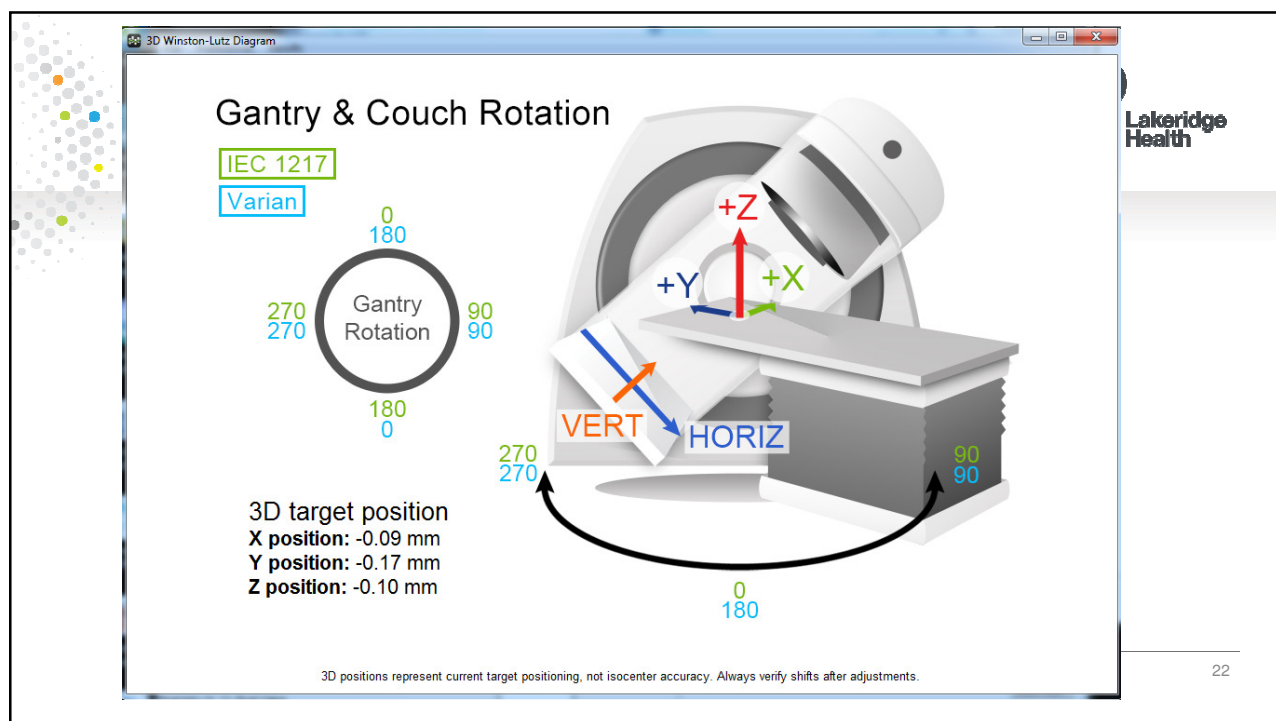 3D Winston-Lutz Diagram
Lakeridge
Health
Gantry & Couch Rotation
IEC 1217
Varian
0
180
270
270
Gantry
Rotation
90
90
180
0
+Z
+Y
+X
VERT
HORIZ
270
270
90
90
0
180
3D target position
X position: -0.09 mm
Y position: -0.17 mm
Z position: -0.10 mm
3D positions represent current target positioning, not isocenter accuracy. Always verify shifts after adjustments.
22